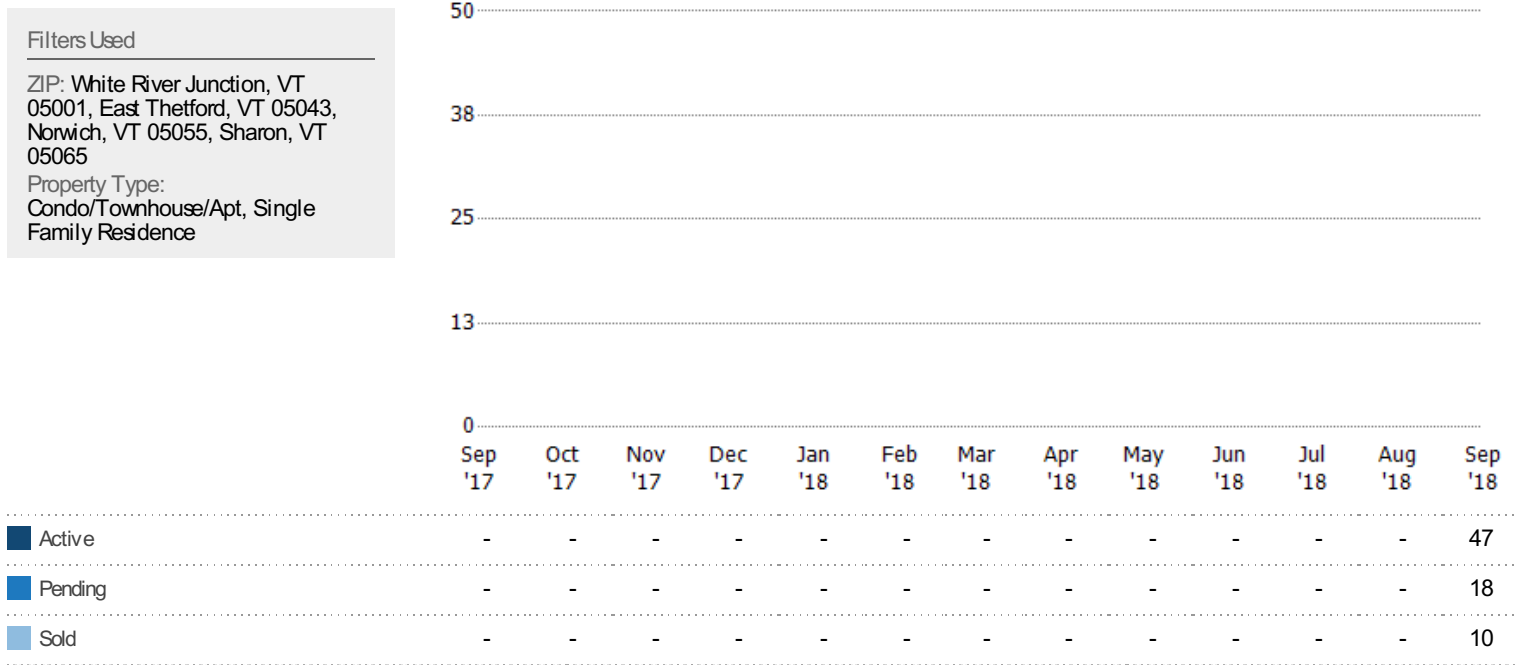 Filters Used
ZIP: White River Junction, VT
05001, East Thetford, VT 05043,
Norwich, VT 05055, Sharon, VT
05065
Property Type:
Condo/Townhouse/Apt, Single
Family Residence
50
38
25
13
0
Sep Oct Nov Dec Jan Feb Mar Apr May Jun Jul Aug Sep
'17 '17 '17 '17 '18 '18 '18 '18 '18 '18 '18 '18 '18
Active - - - - - - - - - - - - 47
Pending - - - - - - - - - - - - 18
Sold - - - - - - - - - - - - 10